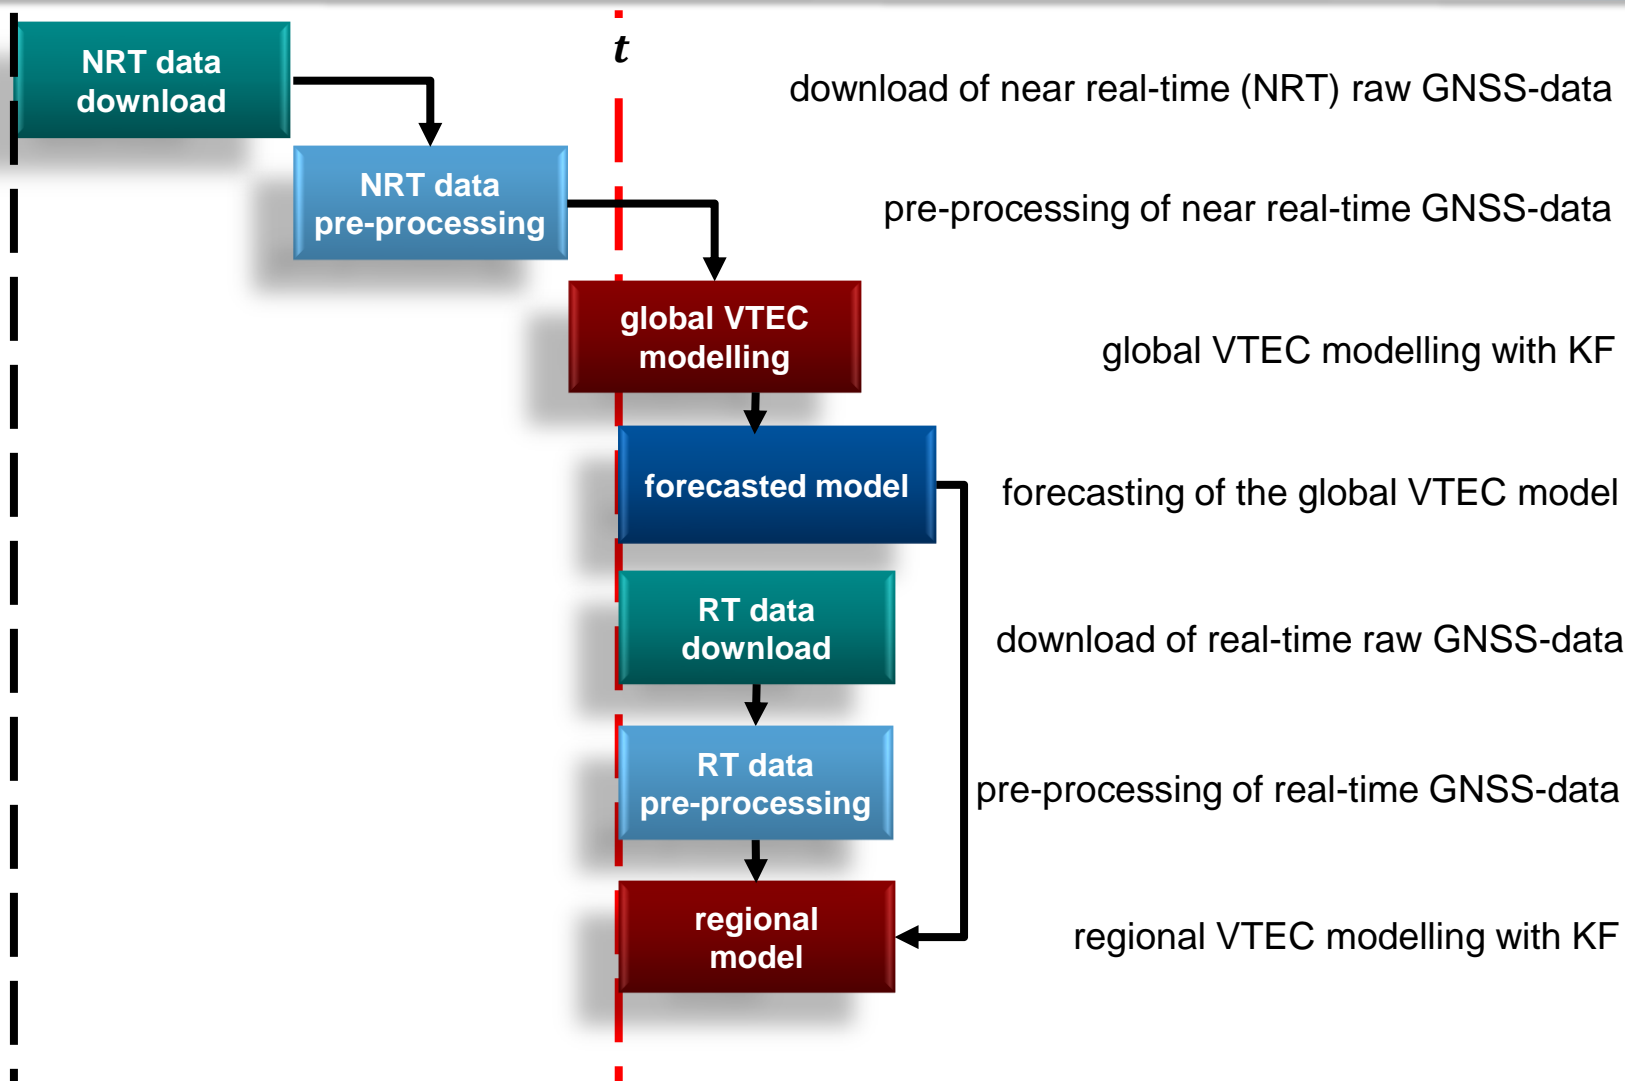 t
NRT data
download
download of near real-time (NRT) raw GNSS-data
NRT data
pre-processing
pre-processing of near real-time GNSS-data
global VTEC
modelling
global VTEC modelling with KF
forecasted model
forecasting of the global VTEC model
RT data
download
download of real-time raw GNSS-data
RT data
pre-processing
pre-processing of real-time GNSS-data
regional
model
regional VTEC modelling with KF